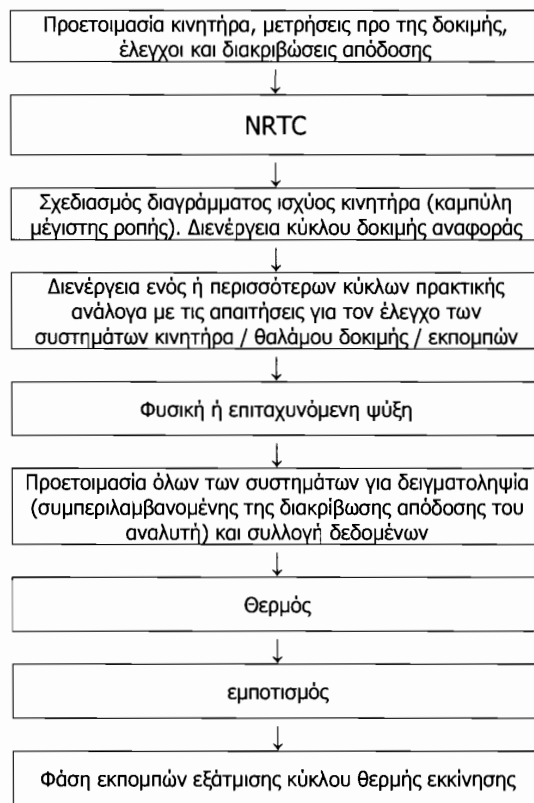 Προετοιμασία κινητήρα, μετρήσεις προ της δοκιμής,
έλεγχοι και διακριβώσεις απόδοσης
↓
NRTC
↓
Σχεδιασμός διαγράμματος ισχύος κινητήρα (καμπύλη
μέγιστης ροπής). Διενέργεια κύκλου δοκιμής αναφοράς
↓
Διενέργεια ενός ή περισσότερων κύκλων πρακτικής
ανάλογα με τις απαιτήσεις για τον έλεγχο των
συστημάτων κινητήρα / θαλάμου δοκιμής / εκπομπών
↓
Φυσική ή επιταχυνόμενη ψύξη
↓
Προετοιμασία όλων των συστημάτων για δειγματοληψία
(συμπεριλαμβανομένης της διακρίβωσης απόδοσης του
αναλυτή) και συλλογή δεδομένων
↓
Θερμός
↓
εμποτισμός
↓
Φάση εκπομπών εξάτμισης κύκλου θερμής εκκίνησης